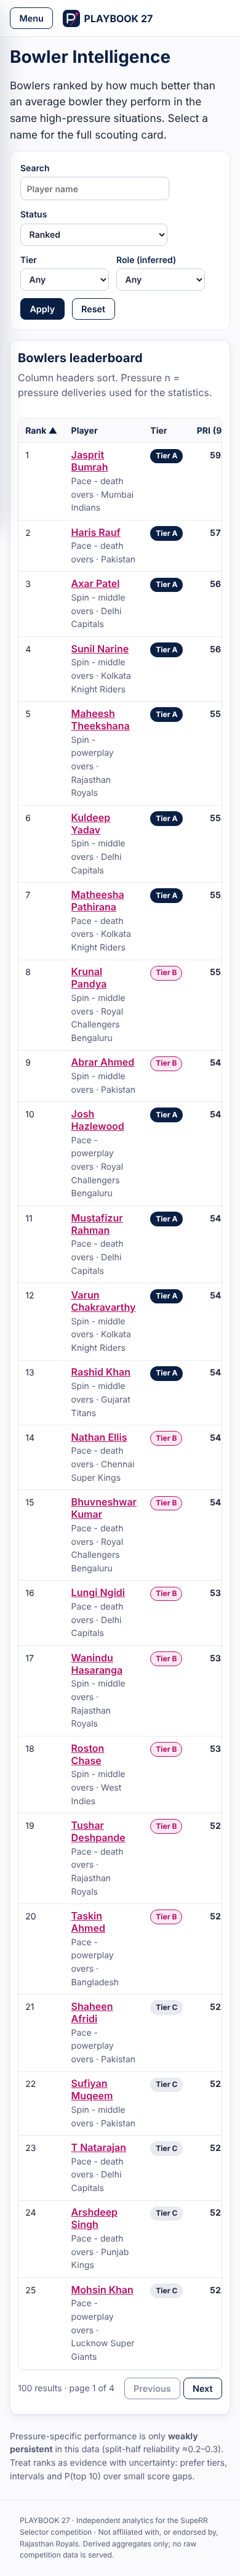 Menu
PLAYBOOK 27
Bowler Intelligence
Bowlers ranked by how much better than
an average bowler they perform in the
same high-pressure situations. Select a
name for the full scouting card.
Search
Player name
Status
Ranked
Tier
Role (inferred)
Any
Any
Apply
Reset
Bowlers leaderboard
Column headers sort. Pressure n =
pressure deliveries used for the statistics.
Rank ▲ Player Tier PRI (9
1 Jasprit Tier A 59
Bumrah
Pace - death
overs · Mumbai
Indians
2 Haris Rauf Tier A 57
Pace - death
overs · Pakistan
3 Axar Patel Tier A 56
Spin - middle
overs · Delhi
Capitals
4 Sunil Narine Tier A 56
Spin - middle
overs · Kolkata
Knight Riders
5 Maheesh Tier A 55
Theekshana
Spin -
powerplay
overs ·
Rajasthan
Royals
6 Kuldeep Tier A 55
Yadav
Spin - middle
overs · Delhi
Capitals
7 Matheesha Tier A 55
Pathirana
Pace - death
overs · Kolkata
Knight Riders
8 Krunal Tier B 55
Pandya
Spin - middle
overs · Royal
Challengers
Bengaluru
9 Abrar Ahmed Tier B 54
Spin - middle
overs · Pakistan
10 Josh Tier A 54
Hazlewood
Pace -
powerplay
overs · Royal
Challengers
Bengaluru
11 Mustafizur Tier A 54
Rahman
Pace - death
overs · Delhi
Capitals
12 Varun Tier A 54
Chakravarthy
Spin - middle
overs · Kolkata
Knight Riders
13 Rashid Khan Tier A 54
Spin - middle
overs · Gujarat
Titans
14 Nathan Ellis Tier B 54
Pace - death
overs · Chennai
Super Kings
15 Bhuvneshwar Tier B 54
Kumar
Pace - death
overs · Royal
Challengers
Bengaluru
16 Lungi Ngidi Tier B 53
Pace - death
overs · Delhi
Capitals
17 Wanindu Tier B 53
Hasaranga
Spin - middle
overs ·
Rajasthan
Royals
18 Roston Tier B 53
Chase
Spin - middle
overs · West
Indies
19 Tushar Tier B 52
Deshpande
Pace - death
overs ·
Rajasthan
Royals
20 Taskin Tier B 52
Ahmed
Pace -
powerplay
overs ·
Bangladesh
21 Shaheen Tier C 52
Afridi
Pace -
powerplay
overs · Pakistan
22 Sufiyan Tier C 52
Muqeem
Spin - middle
overs · Pakistan
23 T Natarajan Tier C 52
Pace - death
overs · Delhi
Capitals
24 Arshdeep Tier C 52
Singh
Pace - death
overs · Punjab
Kings
25 Mohsin Khan Tier C 52
Pace -
powerplay
overs ·
Lucknow Super
Giants
100 results · page 1 of 4 Previous Next
Pressure-specific performance is only weakly
persistent in this data (split-half reliability ≈0.2–0.3).
Treat ranks as evidence with uncertainty: prefer tiers,
intervals and P(top 10) over small score gaps.
PLAYBOOK 27 · Independent analytics for the SupeRR
Selector competition · Not affiliated with, or endorsed by,
Rajasthan Royals. Derived aggregates only; no raw
competition data is served.